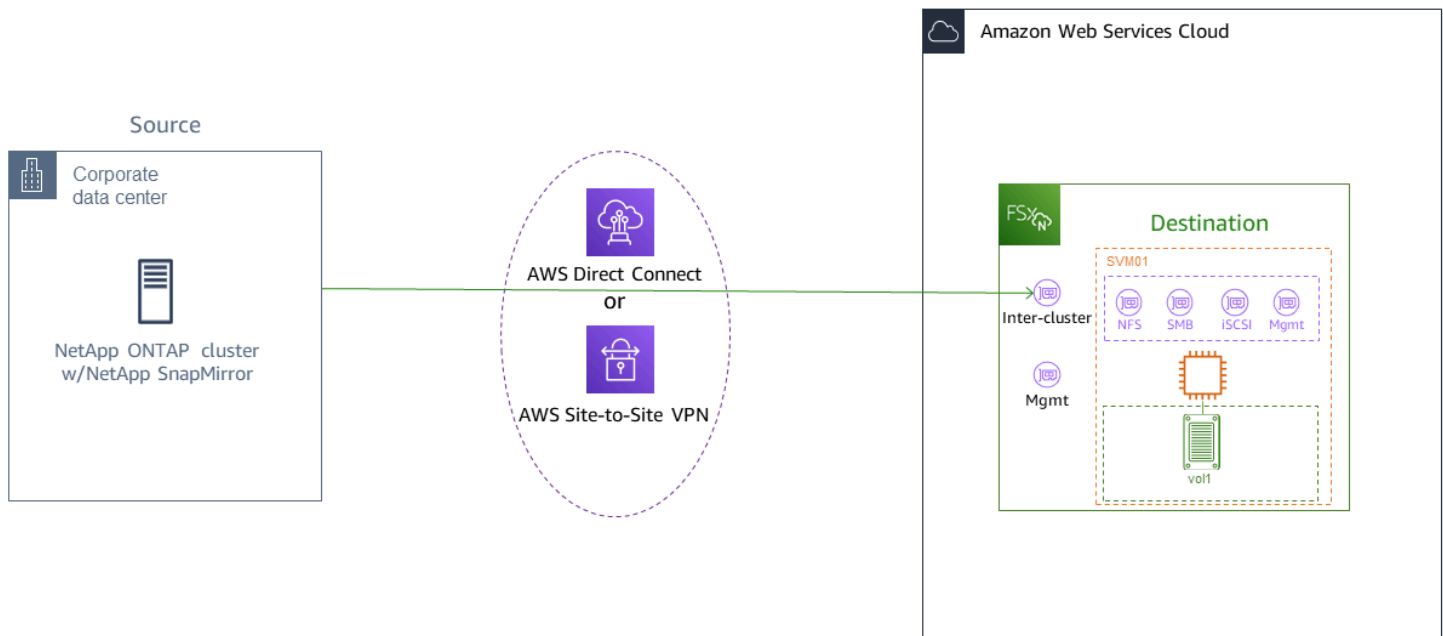 Amazon Web Services Cloud
Source
Corporate
data center
NetApp ONTAP cluster
w/NetApp SnapMirror
AWS Direct Connect
or
AWS Site-to-Site VPN
FSx
N
Destination
SVM01
Inter-cluster
NFS
SMB
iSCSI
Mgmt
Mgmt
vol1